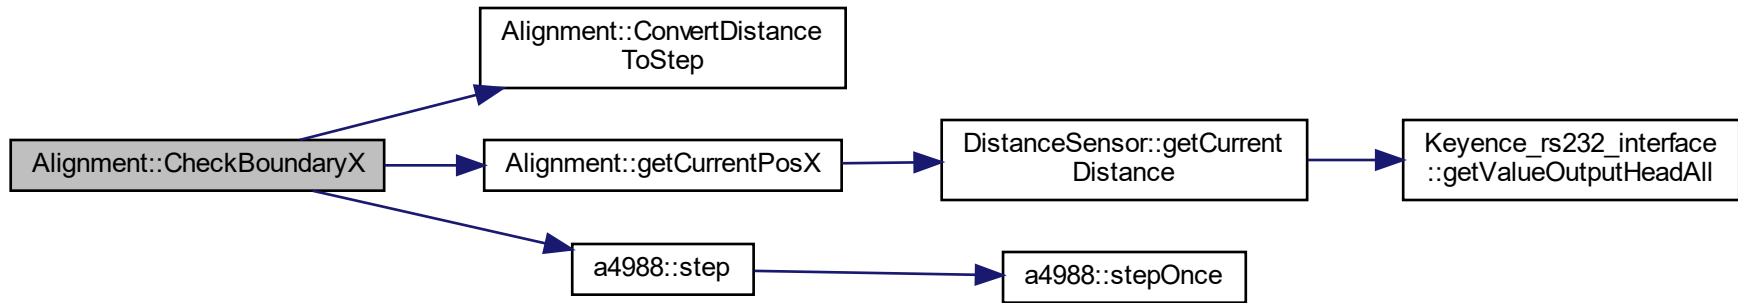 Alignment::ConvertDistance
ToStep
Alignment::CheckBoundaryX
Alignment::getCurrentPosX
DistanceSensor::getCurrent
Distance
Keyence_rs232_interface
::getValueOutputHeadAll
a4988::step
a4988::stepOnce